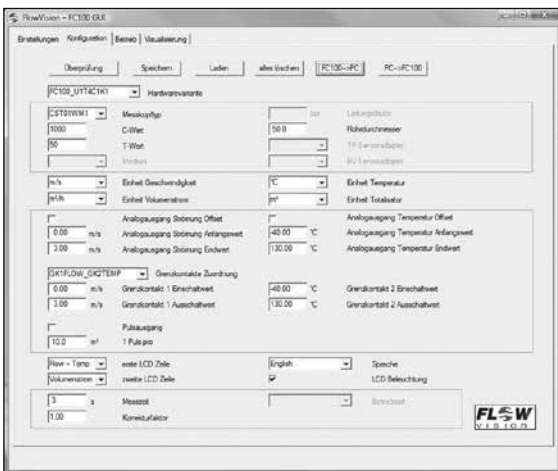 FlowVision - FC100 GUI
Einstellungen Konfiguration Betrieb Visualisierung
Überprüfung Speichern Laden alles löschen FC100->PC PC->FC100
FC100_U1T4C1K1 Hardwarevariante
CST01WM1 Messkopftyp bar Leitungsdruck
1000 C-Wert 50.0 Rohrdurchmesser
50 T-Wert TP Sensoradapter
Medium BV Sensoradapter
m/s Einheit Geschwindigkeit °C Einheit Temperatur
m³/h Einheit Volumenstrom m³ Einheit Totalisator
Analogausgang Strömung Offset Analogausgang Temperatur Offset
0.00 m/s Analogausgang Strömung Anfangswert -40.00 °C Analogausgang Temperatur Anfangswert
3.00 m/s Analogausgang Strömung Endwert 130.00 °C Analogausgang Temperatur Endwert
GK1FLOW_GK2TEMP Grenzkontakte Zuordnung
0.00 m/s Grenzkontakt 1 Einschaltwert -40.00 °C Grenzkontakt 2 Einschaltwert
3.00 m/s Grenzkontakt 1 Ausschaltwert 130.00 °C Grenzkontakt 2 Ausschaltwert
Pulsausgang
10.0 m³ 1 Puls pro
Flow - Temp erste LCD Zeile English Sprache
Volumenstrom zweite LCD Zeile LCD Beleuchtung
3 s Messzeit
1.00 Korrekturfaktor
FLOW
VISION